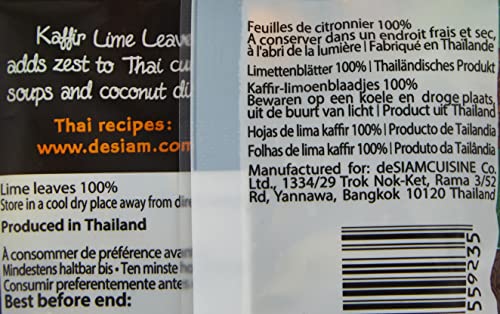 Kaffir Lime Leave
adds zest to Thai cu
soups and coconut di
Thai recipes:
www.desiam.com
Lime leaves 100%
Store in a cool dry place away from dire
Produced in Thailand
À consommer de préférence avan
Mindestens haltbar bis • Ten minste ho
Consumir preferentemente antes
Best before end:
Feuilles de citronnier 100%
A conserver dans un endroit frais et sec,
à l'abri de la lumière | Fabriqué en Thaïlande
Limettenblätter 100% | Thailändisches Produkt
Kaffir-limoenblaadjes 100%
Bewaren op een koele en droge plaats,
uit de buurt van licht | Product uit Thailand
Hojas de lima kaffir 100% | Producto de Tailandia
Folhas de lima kaffir 100% | Produto da Tailândia
Manufactured for: deSIAMCUISINE Co.
Ltd., 1334/29 Trok Nok-Ket, Rama 3/52
Rd, Yannawa, Bangkok 10120 Thailand
559235